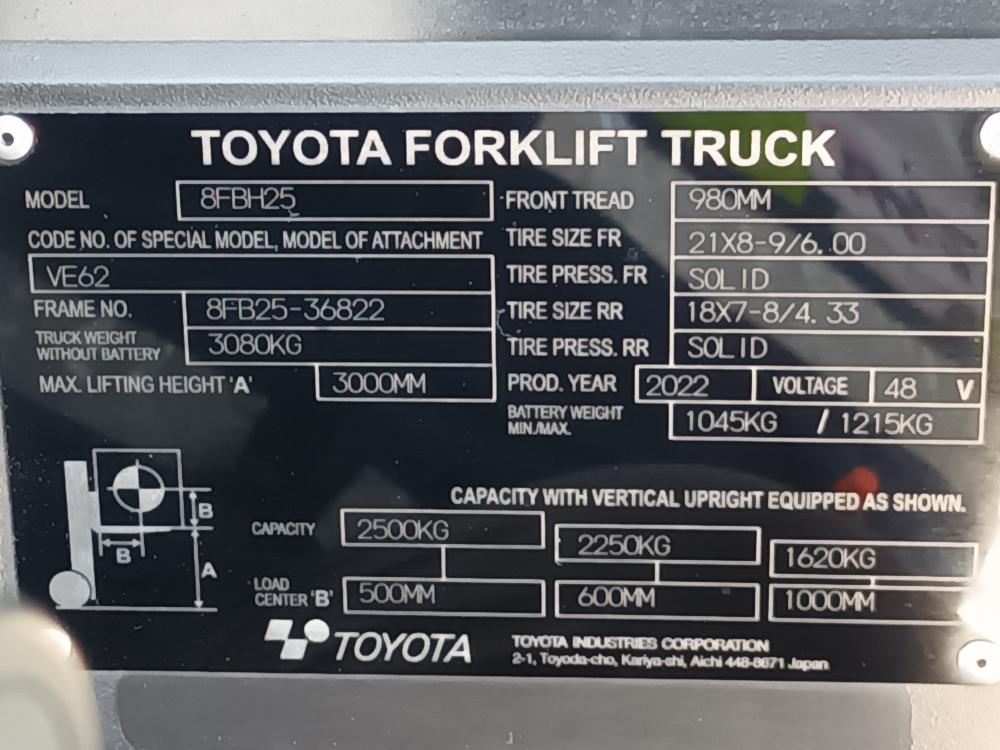 TOYOTA FORKLIFT TRUCK
MODEL 8FBH25
CODE NO. OF SPECIAL MODEL, MODEL OF ATTACHMENT
VE62
FRAME NO. 8FB25-36822
TRUCK WEIGHT WITHOUT BATTERY 3080KG
MAX. LIFTING HEIGHT 'A' 3000MM
FRONT TREAD 980MM
TIRE SIZE FR 21X8-9/6.00
TIRE PRESS. FR SOLID
TIRE SIZE RR 18X7-8/4.33
TIRE PRESS. RR SOLID
PROD. YEAR 2022 VOLTAGE 48 V
BATTERY WEIGHT MIN./MAX. 1045KG / 1215KG
CAPACITY WITH VERTICAL UPRIGHT EQUIPPED AS SHOWN.
B
B
A
CAPACITY 2500KG 2250KG 1620KG
LOAD CENTER 'B' 500MM 600MM 1000MM
TOYOTA
TOYOTA INDUSTRIES CORPORATION
2-1, Toyoda-cho, Kariya-shi, Aichi 448-8671 Japan